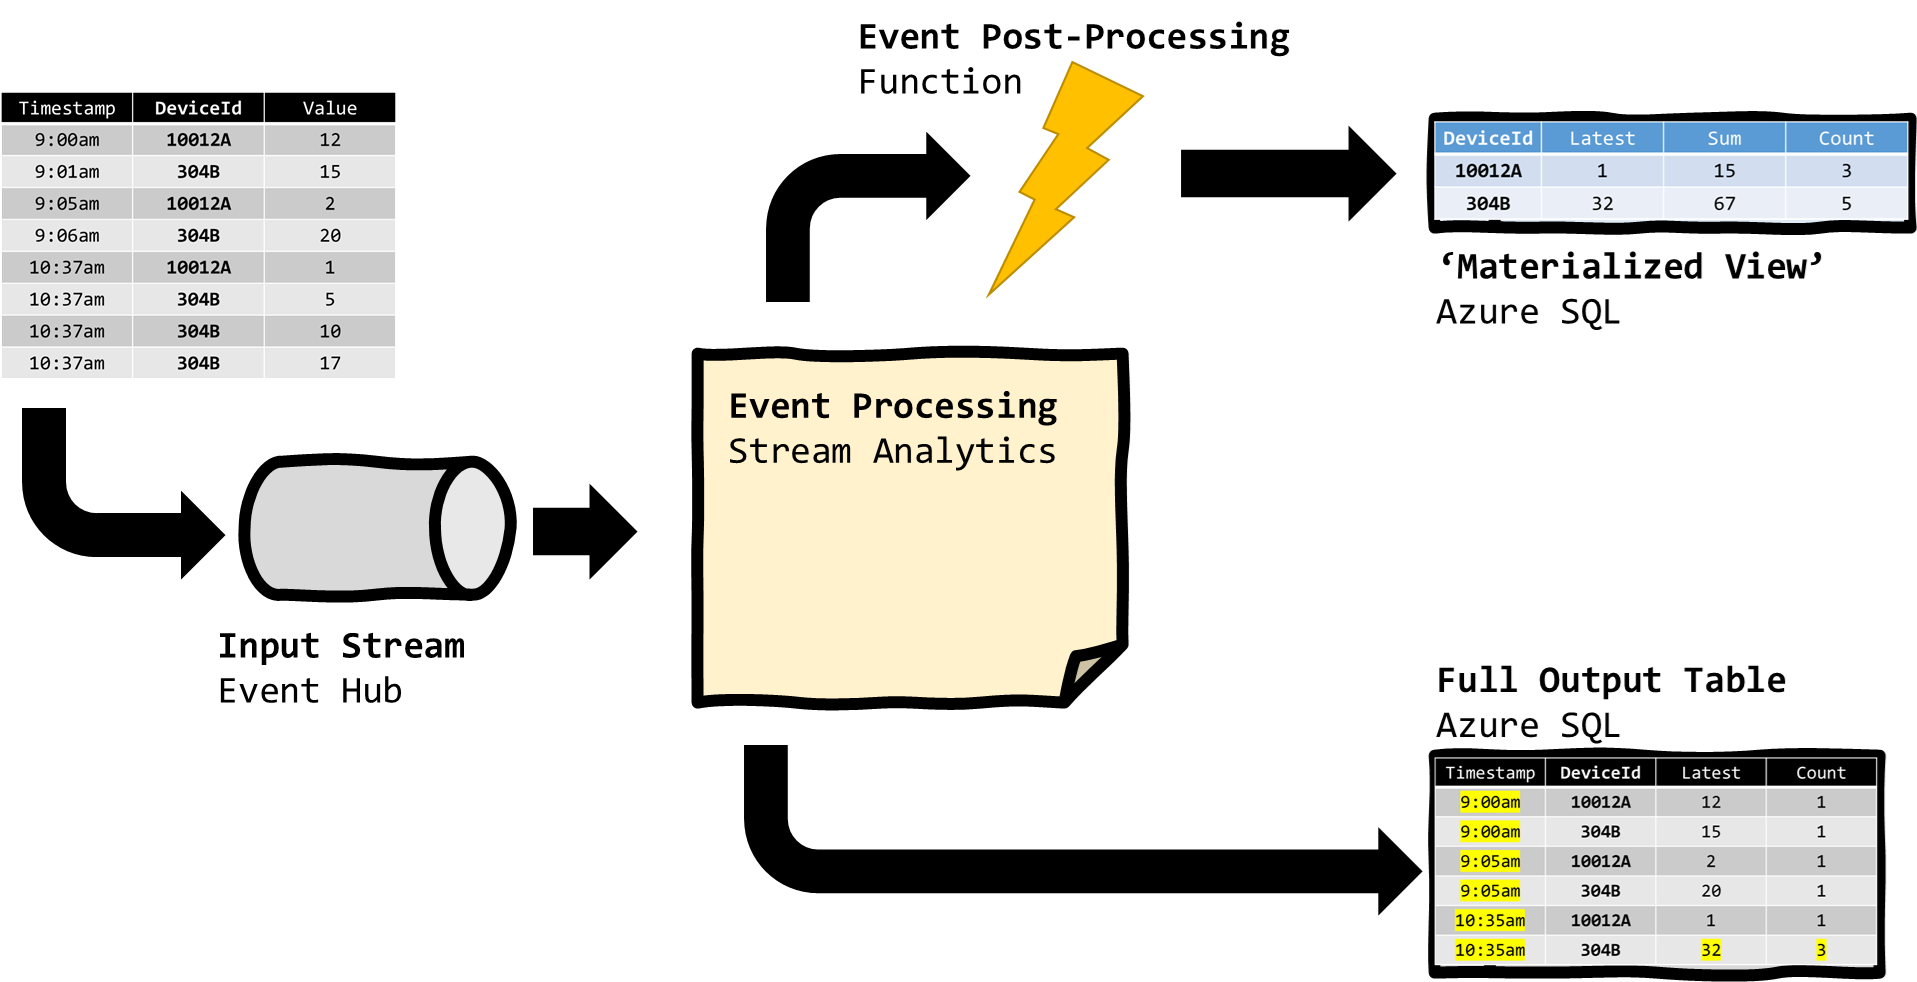 Event Post-Processing
Function
Timestamp DeviceId Value
9:00am 10012A 12
9:01am 304B 15
9:05am 10012A 2
9:06am 304B 20
10:37am 10012A 1
10:37am 304B 5
10:37am 304B 10
10:37am 304B 17
DeviceId Latest Sum Count
10012A 1 15 3
304B 32 67 5
‘Materialized View’
Azure SQL
Event Processing
Stream Analytics
Input Stream
Event Hub
Full Output Table
Azure SQL
Timestamp DeviceId Latest Count
9:00am 10012A 12 1
9:00am 304B 15 1
9:05am 10012A 2 1
9:05am 304B 20 1
10:35am 10012A 1 1
10:35am 304B 32 3